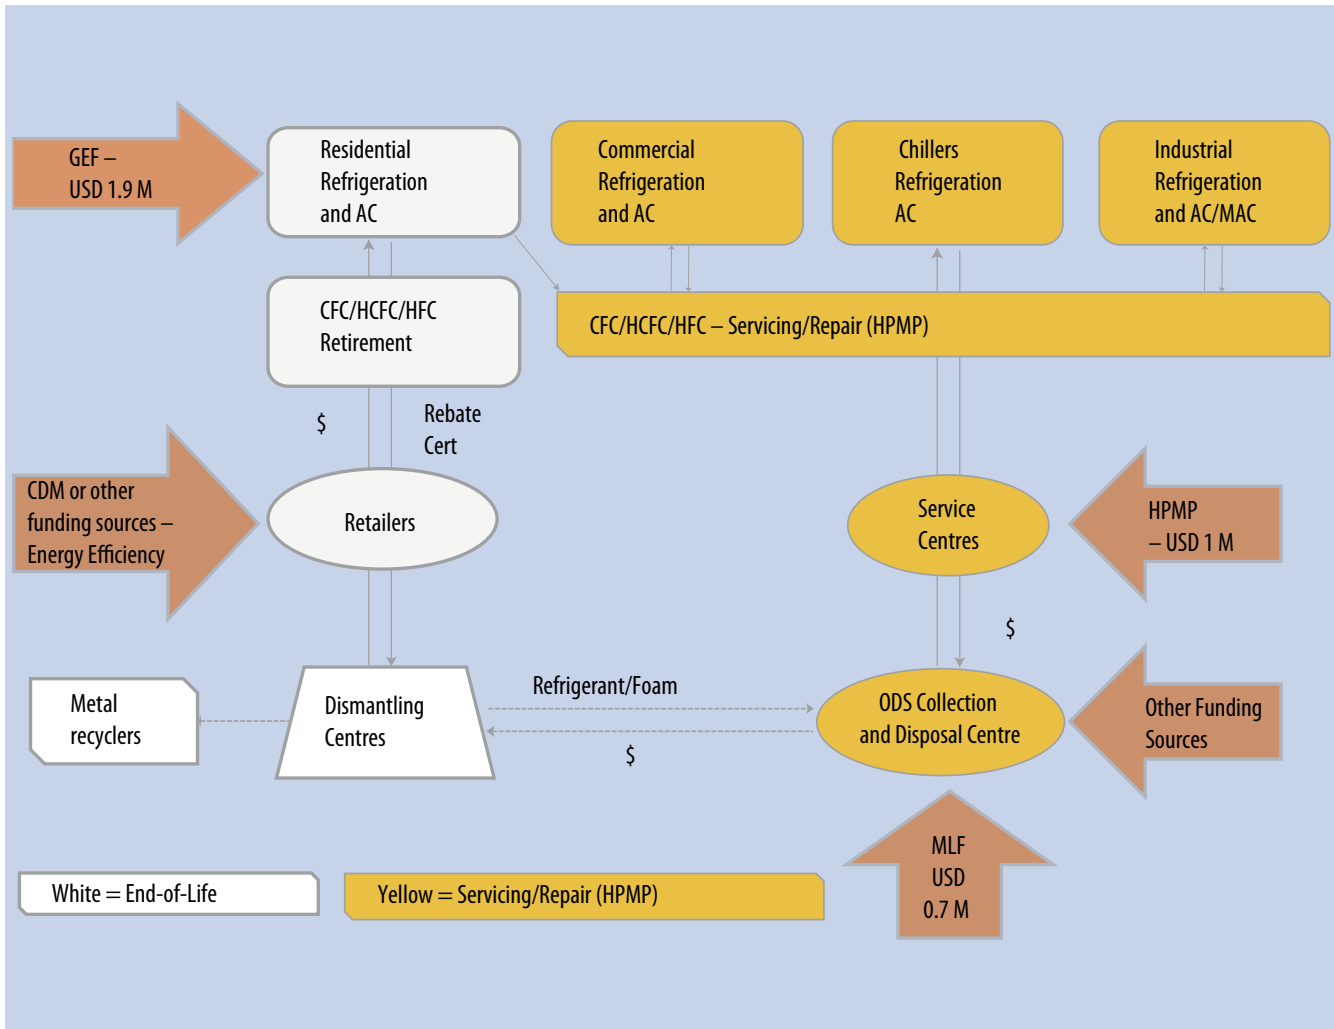 GEF –
USD 1.9 M
Residential
Refrigeration
and AC
Commercial
Refrigeration
and AC
Chillers
Refrigeration
AC
Industrial
Refrigeration
and AC/MAC
CFC/HCFC/HFC
Retirement
CFC/HCFC/HFC – Servicing/Repair (HPMP)
$
Rebate
Cert
CDM or other
funding sources –
Energy Efficiency
Retailers
Service
Centres
HPMP
– USD 1 M
$
Metal
recyclers
Dismantling
Centres
Refrigerant/Foam
$
ODS Collection
and Disposal Centre
Other Funding
Sources
MLF
USD
0.7 M
White = End-of-Life
Yellow = Servicing/Repair (HPMP)